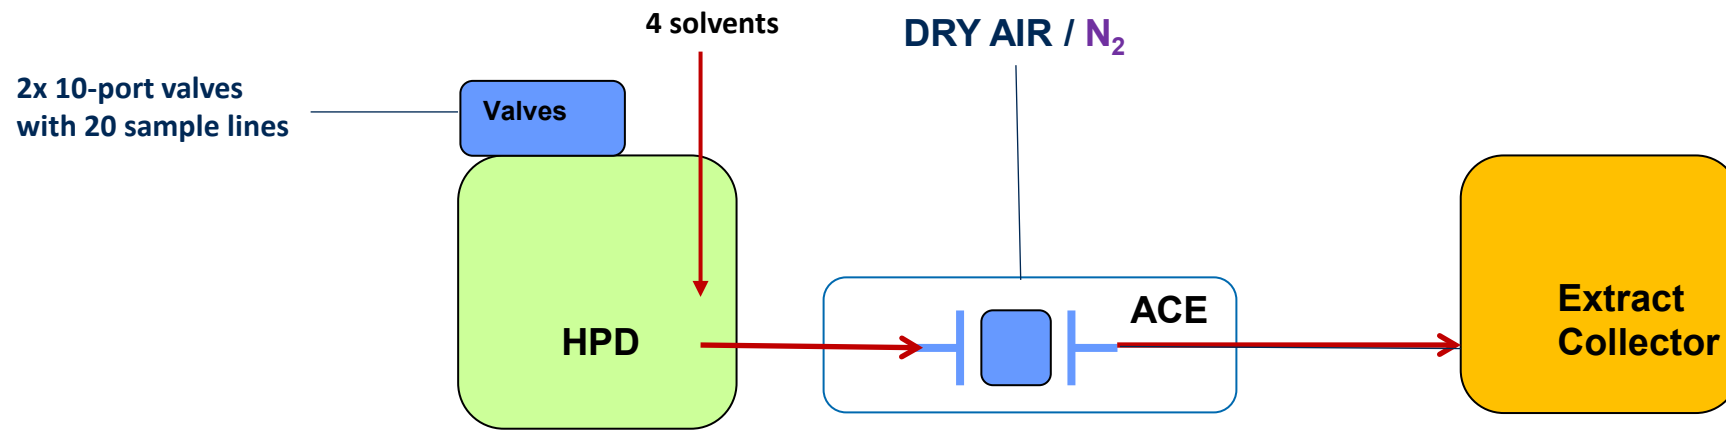 4 solvents
DRY AIR / N₂
2x 10-port valves
with 20 sample lines
Valves
HPD
ACE
Extract
Collector